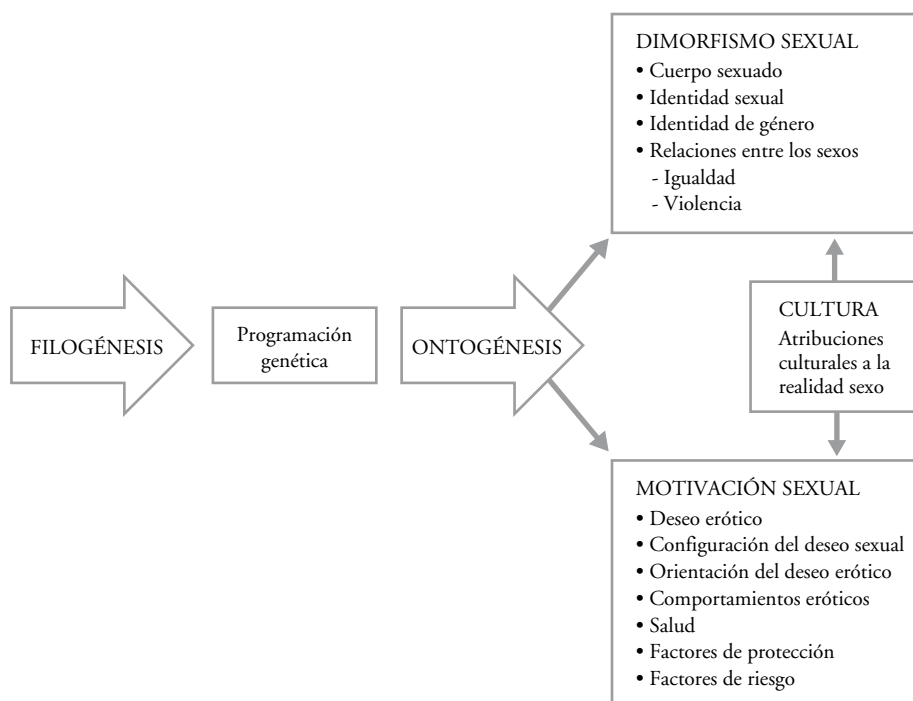 FILOGÉNESIS
Programación
genética
ONTOGÉNESIS
DIMORFISMO SEXUAL
• Cuerpo sexuado
• Identidad sexual
• Identidad de género
• Relaciones entre los sexos
- Igualdad
- Violencia
CULTURA
Atribuciones
culturales a la
realidad sexo
MOTIVACIÓN SEXUAL
• Deseo erótico
• Configuración del deseo sexual
• Orientación del deseo erótico
• Comportamientos eróticos
• Salud
• Factores de protección
• Factores de riesgo